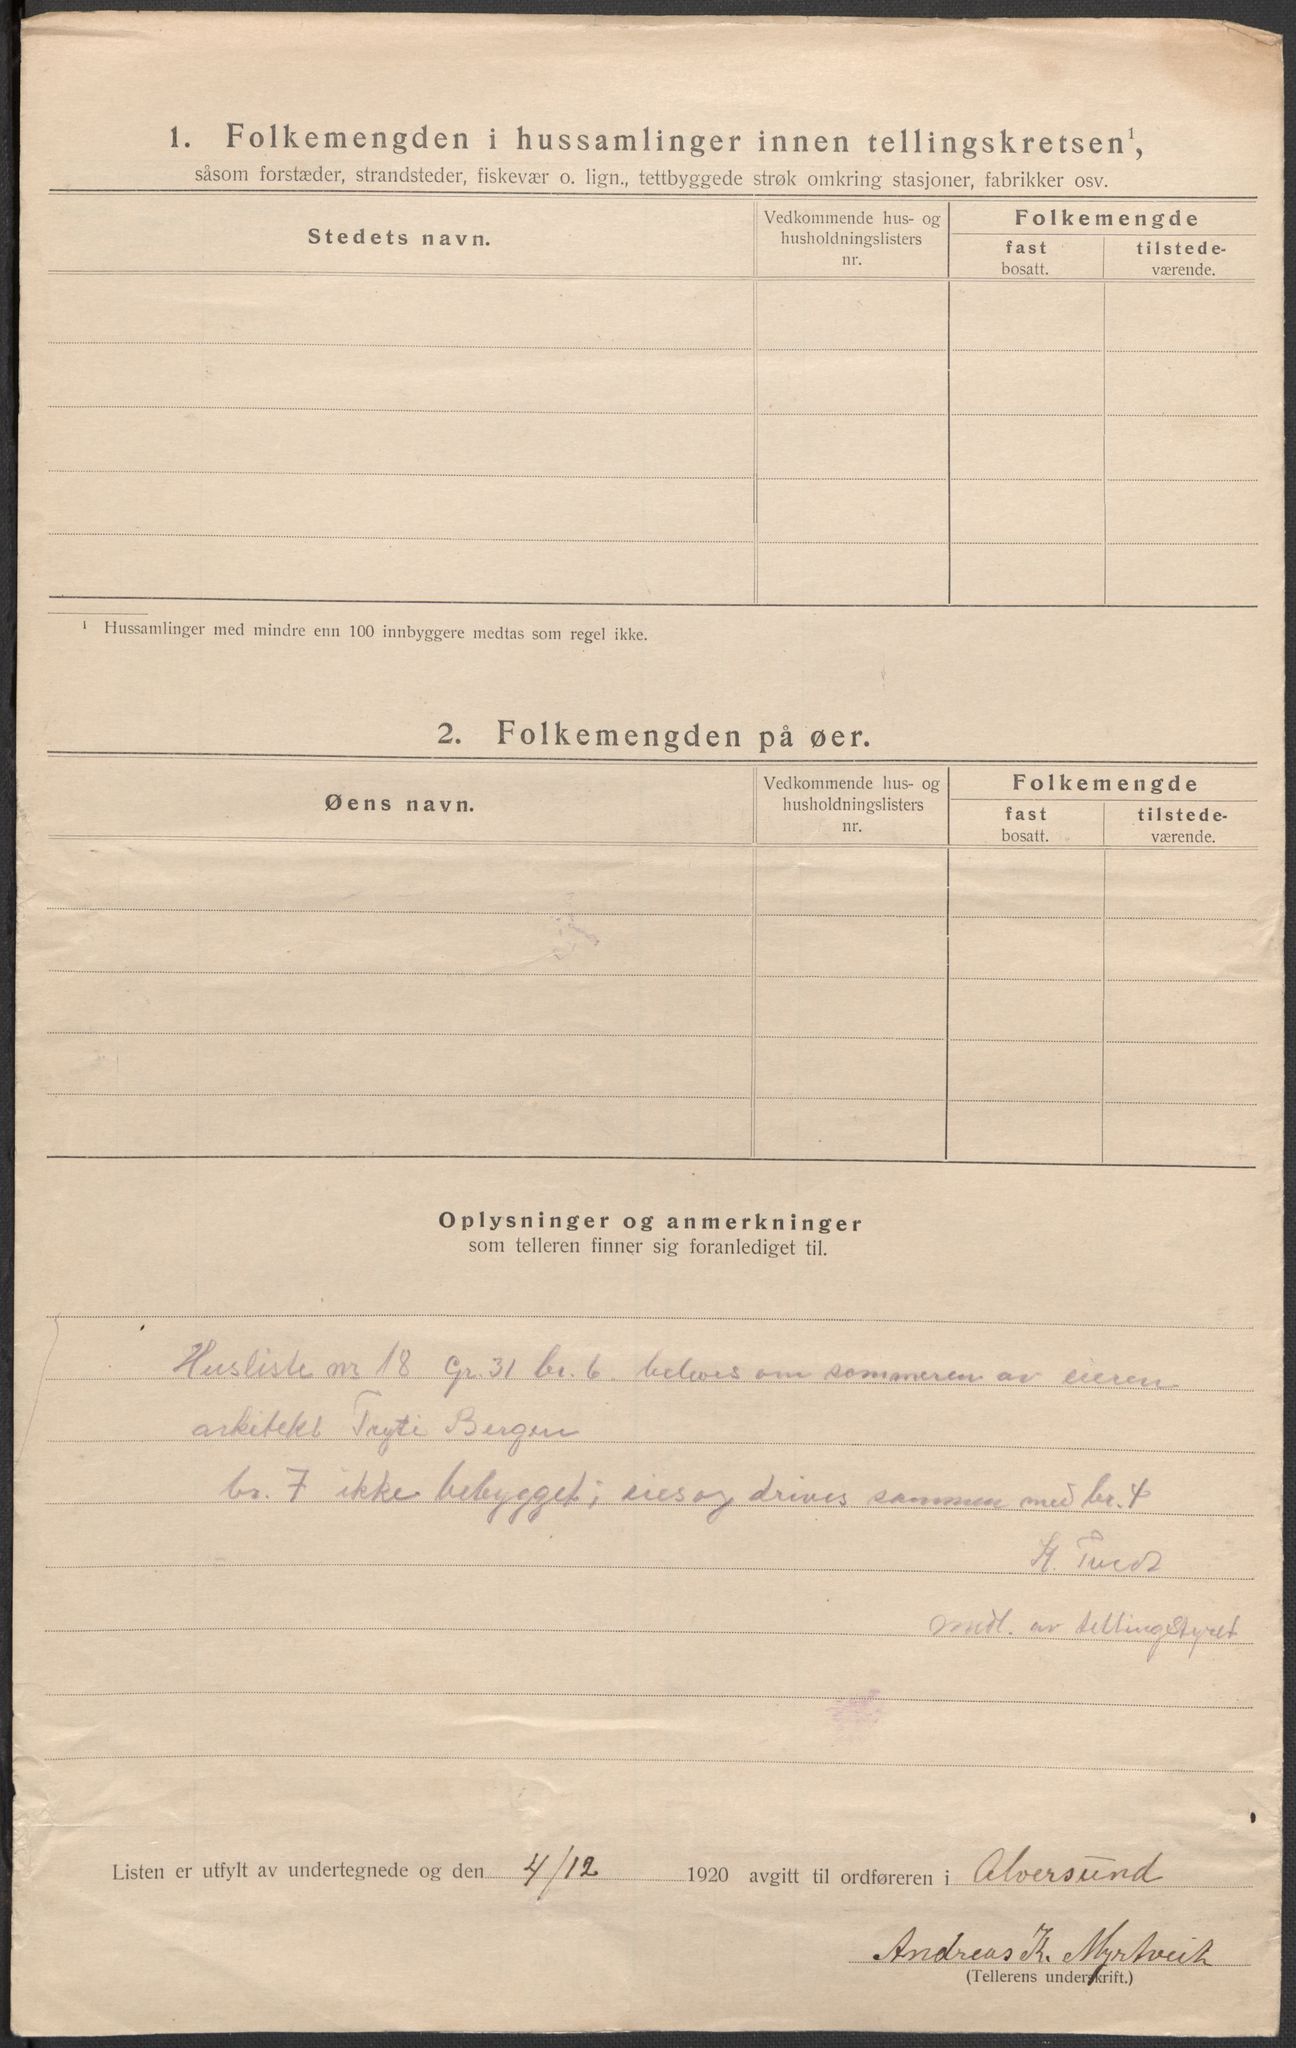 1. Folkemengden i hussamlinger innen tellingskretsen¹,
såsom forstæder, strandsteder, fiskevær o. lign., tettbyggede strøk omkring stasjoner, fabrikker osv.
Stedets navn.
Vedkommende hus- og
husholdningslisters
nr.
Folkemengde
fast
bosatt.
tilstede-
værende.
¹ Hussamlinger med mindre enn 100 innbyggere medtas som regel ikke.
2. Folkemengden på øer.
Øens navn.
Vedkommende hus- og
husholdningslisters
nr.
Folkemengde
fast
bosatt.
tilstede-
værende.
Oplysninger og anmerkninger
som telleren finner sig foranlediget til.
Husliste nr 18 Gr. 31 br. 6. beboes om sommeren av eieren
arkitekt Tryti Bergen
br. 7 ikke bebygget; eies og drives sammen med br. 4
Tvedt
medl. av tellingsstyret
Listen er utfylt av undertegnede og den 4/12 1920 avgitt til ordføreren i Alversund
Andreas K. Myrtveit
(Tellerens underskrift.)